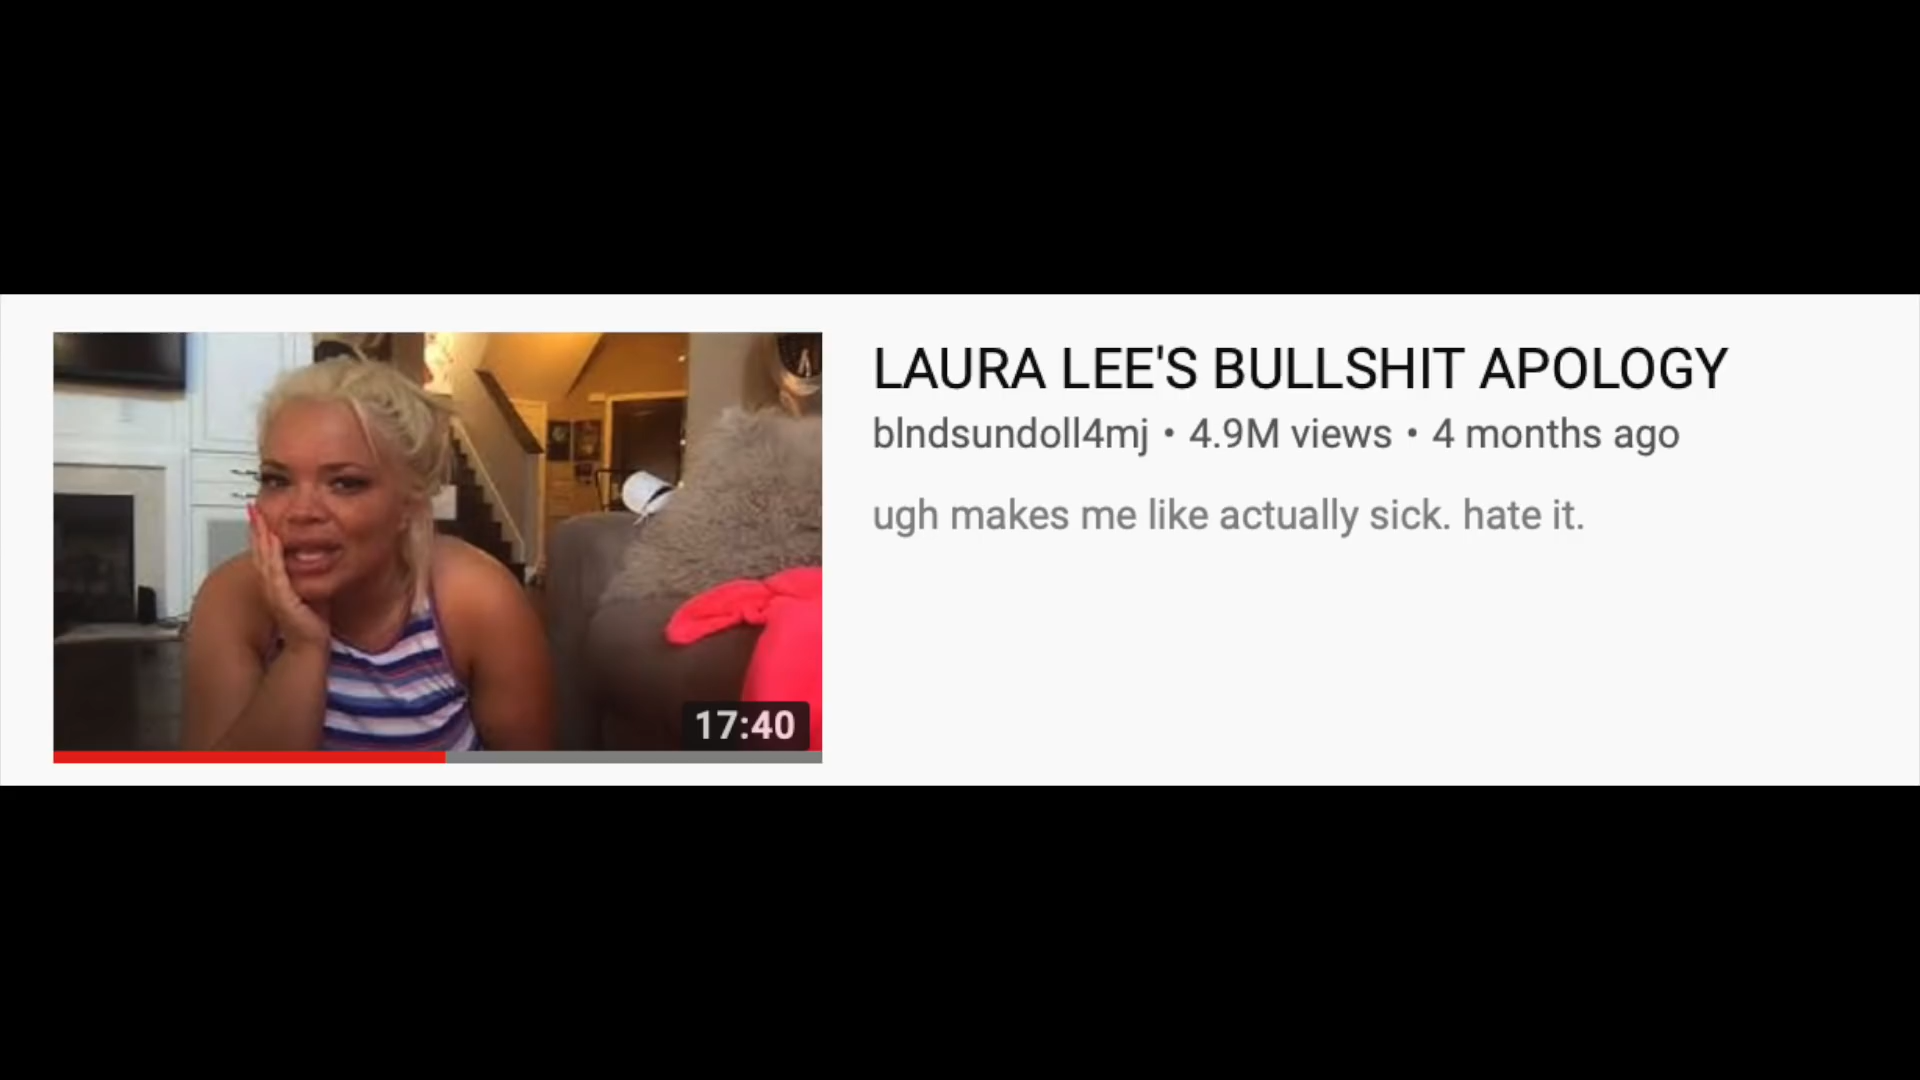 LAURA LEE'S BULLSHIT APOLOGY
blndsundoll4mj • 4.9M views • 4 months ago
ugh makes me like actually sick. hate it.
17:40